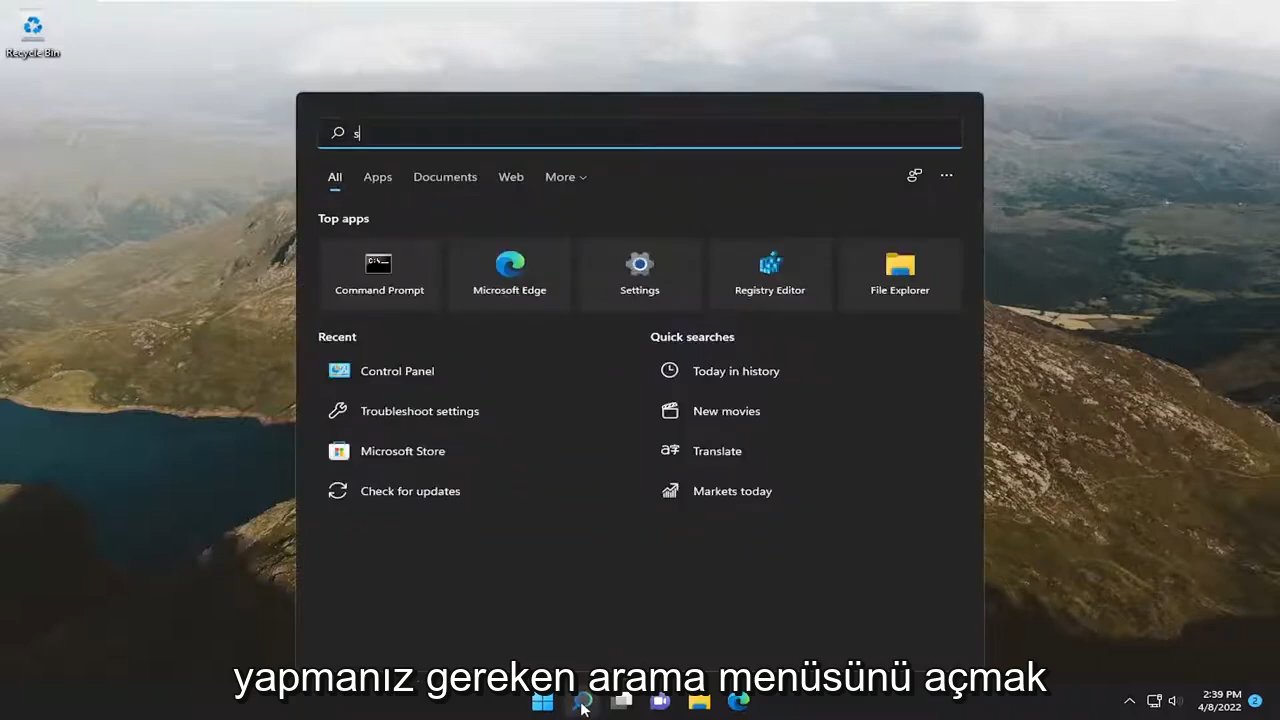 Recycle Bin
s
All Apps Documents Web More
Top apps
Command Prompt Microsoft Edge Settings Registry Editor File Explorer
Recent Quick searches
Control Panel Today in history
Troubleshoot settings New movies
Microsoft Store Translate
Check for updates Markets today
yapmanız gereken arama menüsünü açmak
2:39 PM
4/8/2022 2